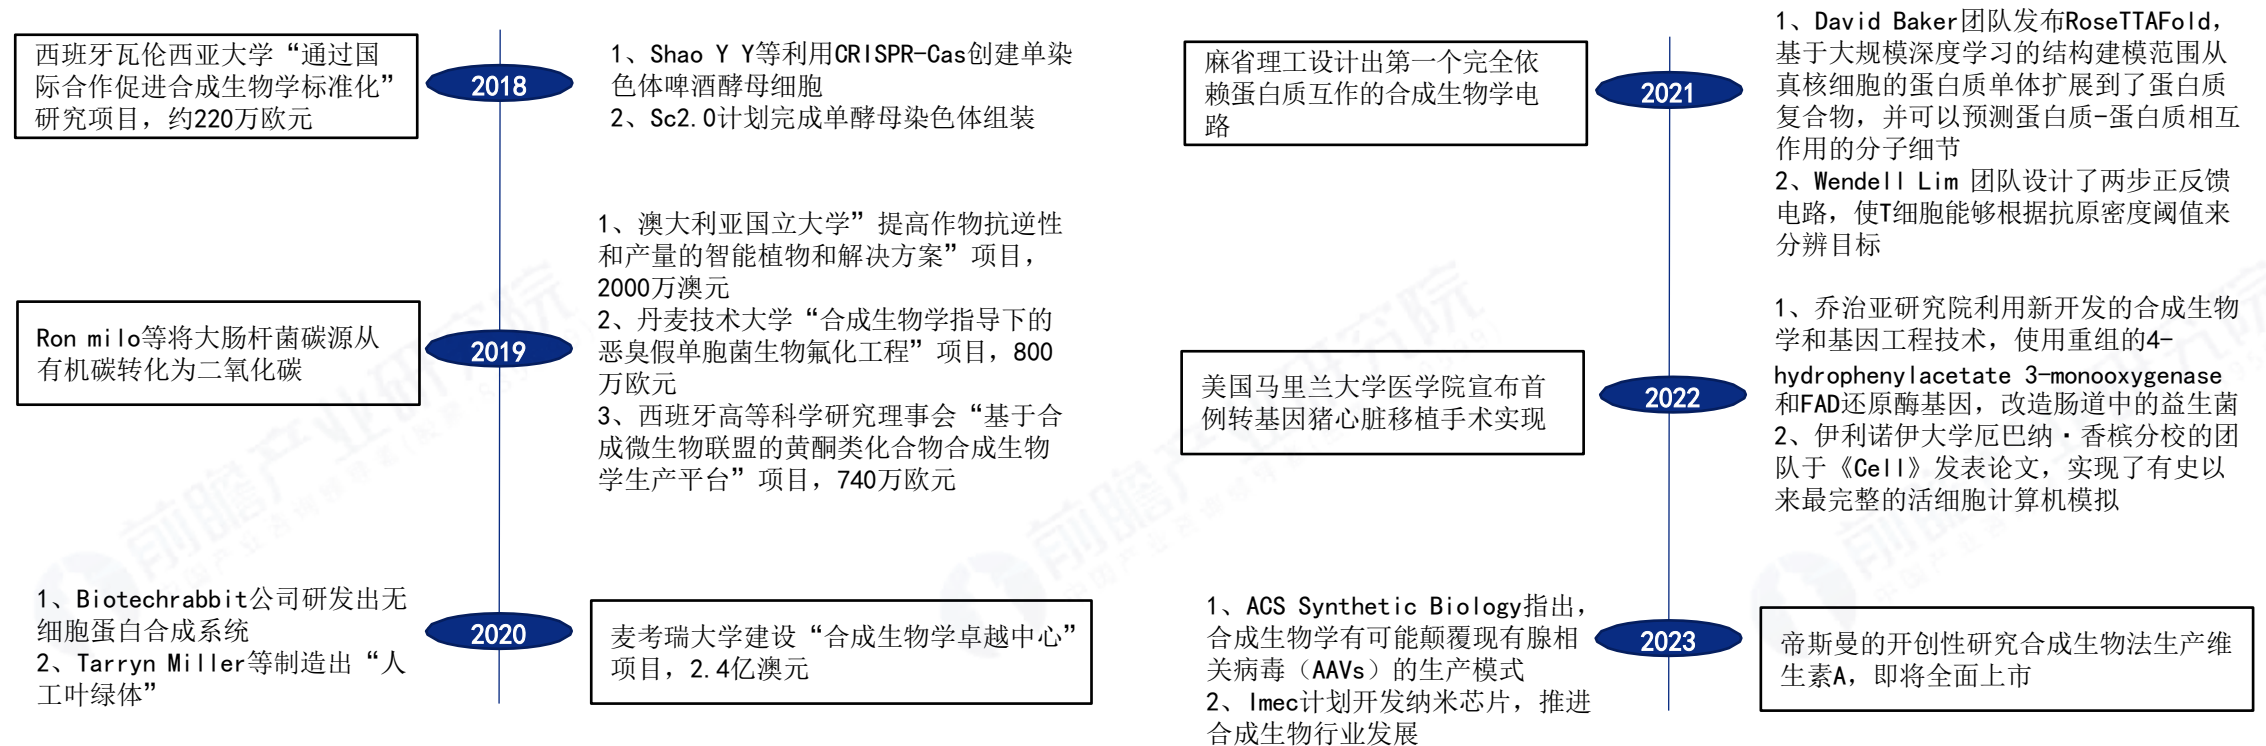 西班牙瓦伦西亚大学“通过国
际合作促进合成生物学标准化”
研究项目，约220万欧元
2018
1、Shao Y Y等利用CRISPR-Cas创建单染
色体啤酒酵母细胞
2、Sc2.0计划完成单酵母染色体组装
Ron milo等将大肠杆菌碳源从
有机碳转化为二氧化碳
2019
1、澳大利亚国立大学”提高作物抗逆性
和产量的智能植物和解决方案”项目，
2000万澳元
2、丹麦技术大学“合成生物学指导下的
恶臭假单胞菌生物氟化工程”项目，800
万欧元
3、西班牙高等科学研究理事会“基于合
成微生物联盟的黄酮类化合物合成生物
学生产平台”项目，740万欧元
1、Biotechrabbit公司研发出无
细胞蛋白合成系统
2、Tarryn Miller等制造出“人
工叶绿体”
2020
麦考瑞大学建设“合成生物学卓越中心”
项目，2.4亿澳元
麻省理工设计出第一个完全依
赖蛋白质互作的合成生物学电
路
2021
1、David Baker团队发布RoseTTAFold，
基于大规模深度学习的结构建模范围从
真核细胞的蛋白质单体扩展到了蛋白质
复合物，并可以预测蛋白质-蛋白质相互
作用的分子细节
2、Wendell Lim 团队设计了两步正反馈
电路，使T细胞能够根据抗原密度阈值来
分辨目标
美国马里兰大学医学院宣布首
例转基因猪心脏移植手术实现
2022
1、乔治亚研究院利用新开发的合成生物
学和基因工程技术，使用重组的4-
hydrophenylacetate 3-monooxygenase
和FAD还原酶基因，改造肠道中的益生菌
2、伊利诺伊大学厄巴纳·香槟分校的团
队于《Cell》发表论文，实现了有史以
来最完整的活细胞计算机模拟
1、ACS Synthetic Biology指出，
合成生物学有可能颠覆现有腺相
关病毒（AAVs）的生产模式
2、Imec计划开发纳米芯片，推进
合成生物行业发展
2023
帝斯曼的开创性研究合成生物法生产维
生素A，即将全面上市
前瞻产业研究院
前瞻产业研究院